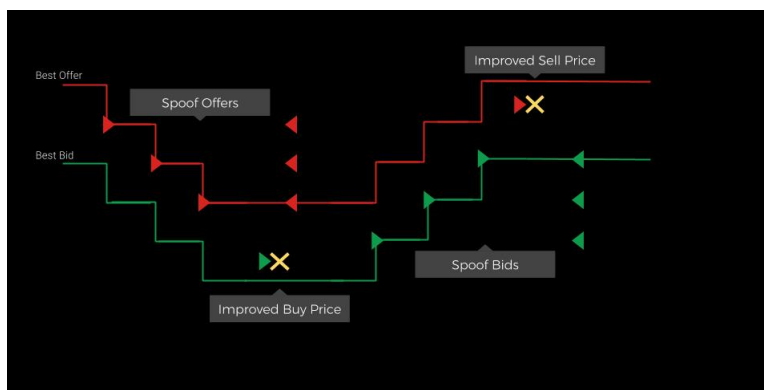 Improved Sell Price
Best Offer
Spoof Offers
Best Bid
Spoof Bids
Improved Buy Price